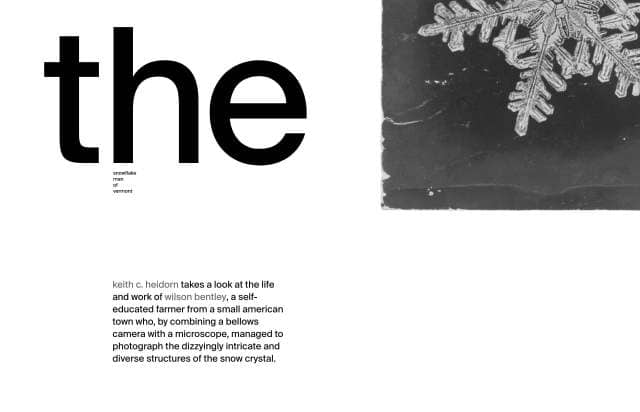 the
snowflake
man
of
vermont
keith c. heidorn takes a look at the life
and work of wilson bentley, a self-
educated farmer from a small american
town who, by combining a bellows
camera with a microscope, managed to
photograph the dizzyingly intricate and
diverse structures of the snow crystal.